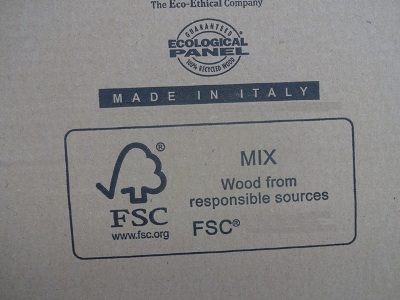 The Eco-Ethical Company
GUARANTEED
ECOLOGICAL
PANEL
100% RECYCLED WOOD
MADE IN ITALY
®
FSC
www.fsc.org
MIX
Wood from
responsible sources
FSC®